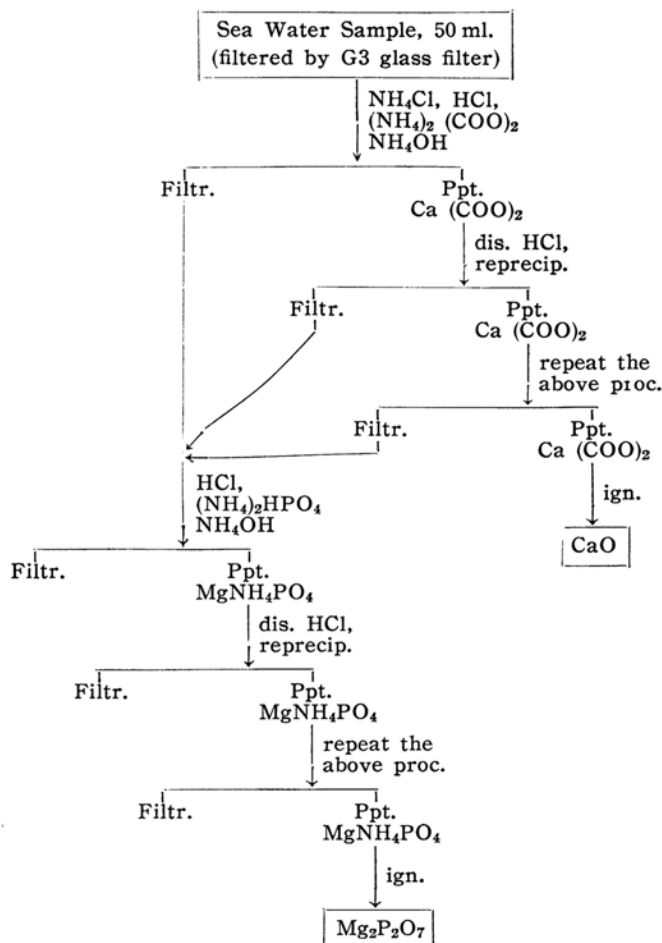 Sea Water Sample, 50 ml.
(filtered by G3 glass filter)
NH₄Cl, HCl,
(NH₄)₂ (COO)₂
NH₄OH
Filtr.
Ppt.
Ca (COO)₂
dis. HCl,
reprecip.
Filtr.
Ppt.
Ca (COO)₂
repeat the
above proc.
Filtr.
Ppt.
Ca (COO)₂
ign.
CaO
HCl,
(NH₄)₂HPO₄
NH₄OH
Filtr.
Ppt.
MgNH₄PO₄
dis. HCl,
reprecip.
Filtr.
Ppt.
MgNH₄PO₄
repeat the
above proc.
Filtr.
Ppt.
MgNH₄PO₄
ign.
Mg₂P₂O₇